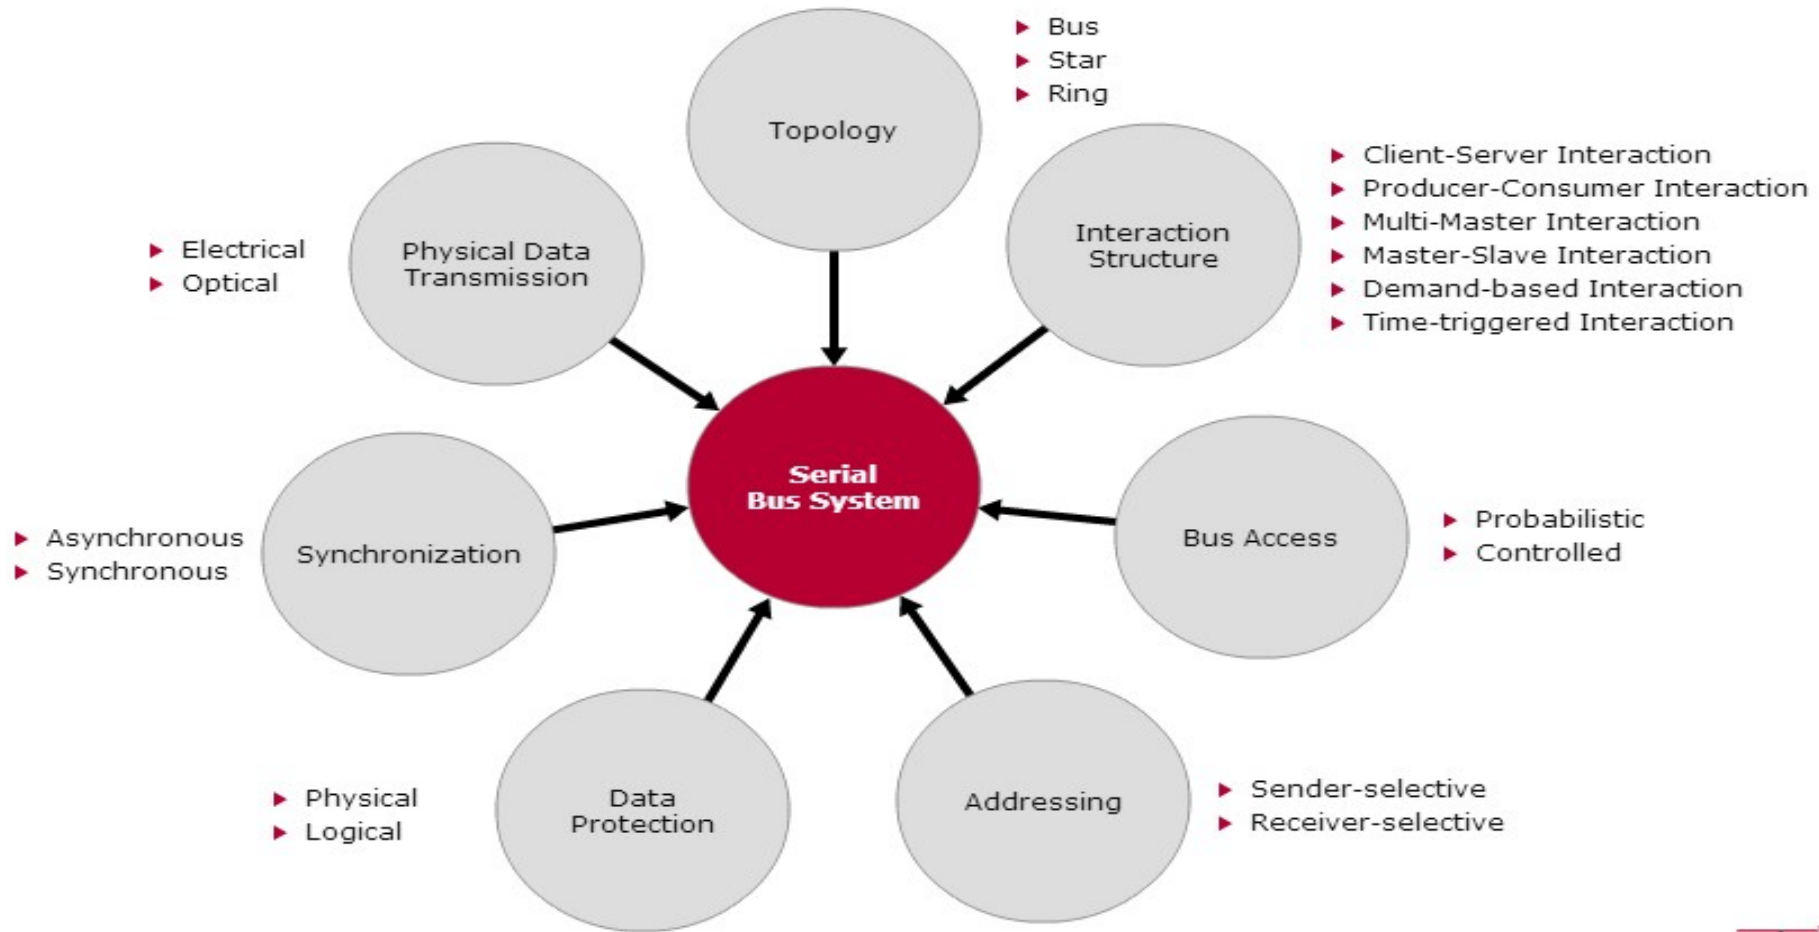 Bus
Star
Ring
Topology
Client-Server Interaction
Producer-Consumer Interaction
Multi-Master Interaction
Master-Slave Interaction
Demand-based Interaction
Time-triggered Interaction
Interaction
Structure
Electrical
Optical
Physical Data
Transmission
Serial
Bus System
Asynchronous
Synchronous
Synchronization
Bus Access
Probabilistic
Controlled
Physical
Logical
Data
Protection
Addressing
Sender-selective
Receiver-selective